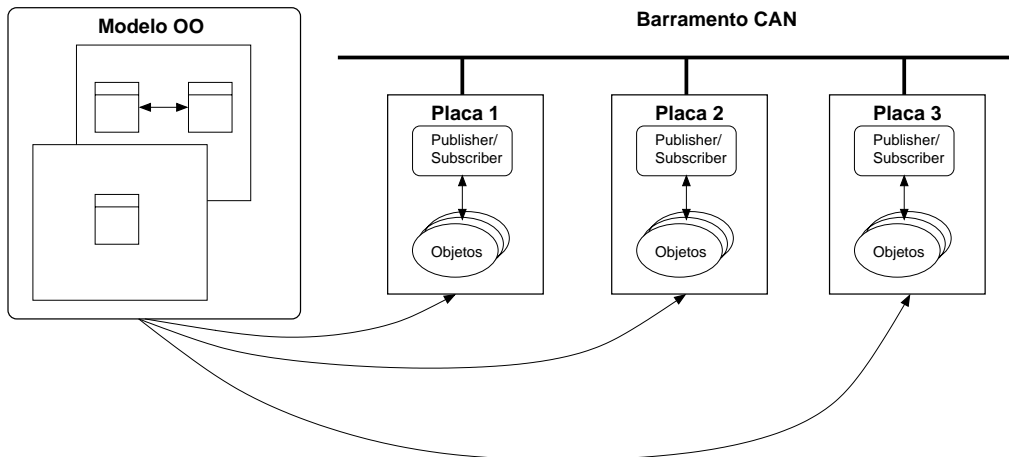 Modelo OO
Barramento CAN
Placa 1
Publisher/
Subscriber
Objetos
Placa 2
Publisher/
Subscriber
Objetos
Placa 3
Publisher/
Subscriber
Objetos